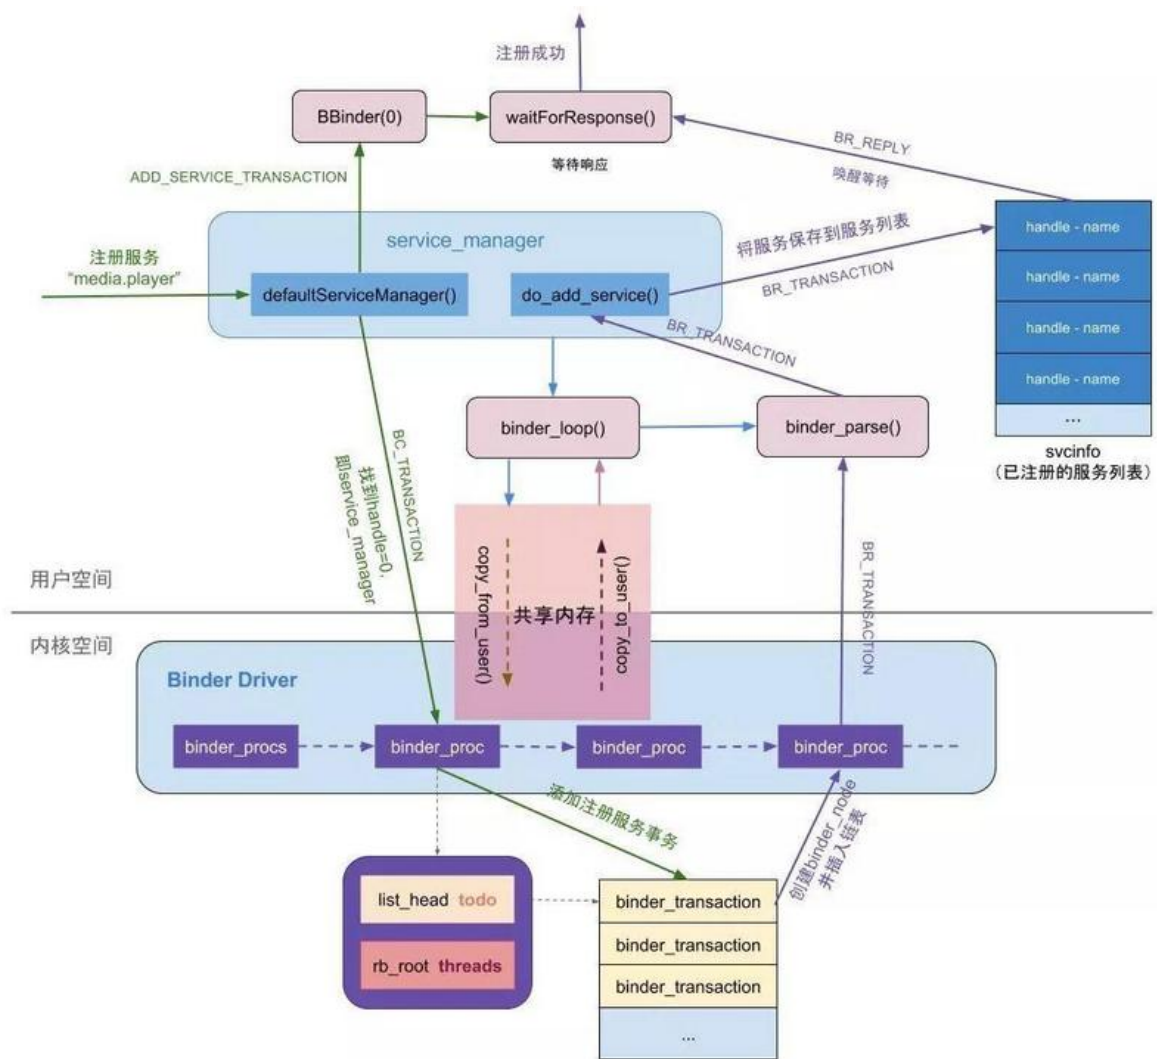 注册成功
BBinder(0)
waitForResponse()
等待响应
BR_REPLY
唤醒等待
ADD_SERVICE_TRANSACTION
service_manager
注册服务
“media.player”
defaultServiceManager()
do_add_service()
将服务保存到服务列表
BR_TRANSACTION
handle - name
handle - name
handle - name
handle - name
...
svcinfo
（已注册的服务列表）
BR_TRANSACTION
binder_loop()
binder_parse()
BC_TRANSACTION
找到handle=0,
即service_manager
copy_from_user()
共享内存
copy_to_user()
BR_TRANSACTION
用户空间
内核空间
Binder Driver
binder_procs
binder_proc
binder_proc
binder_proc
添加注册服务事务
创建binder_node
并插入链表
list_head todo
rb_root threads
binder_transaction
binder_transaction
binder_transaction
...